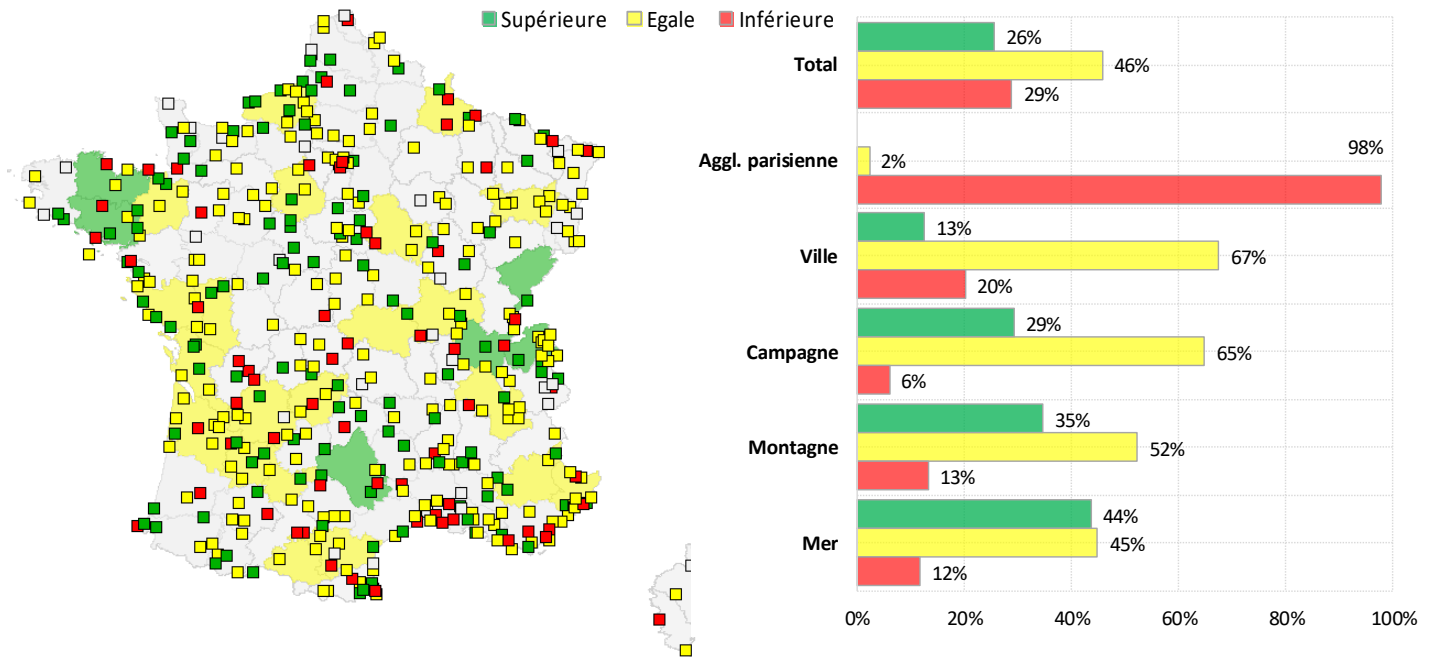 Supérieure Egale Inférieure
Total
26%
46%
29%
Aggl. parisienne
2%
98%
Ville
13%
67%
20%
Campagne
29%
65%
6%
Montagne
35%
52%
13%
Mer
44%
45%
12%
0% 20% 40% 60% 80% 100%